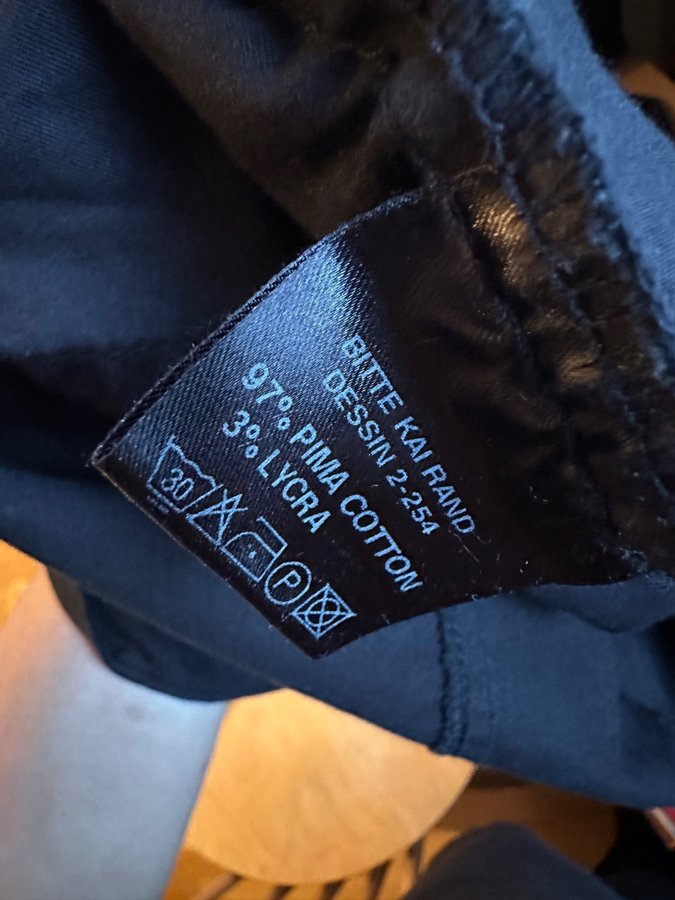 BITTE KAI RAND
DESSIN 2-254
97% PIMA COTTON
3% LYCRA
30
P